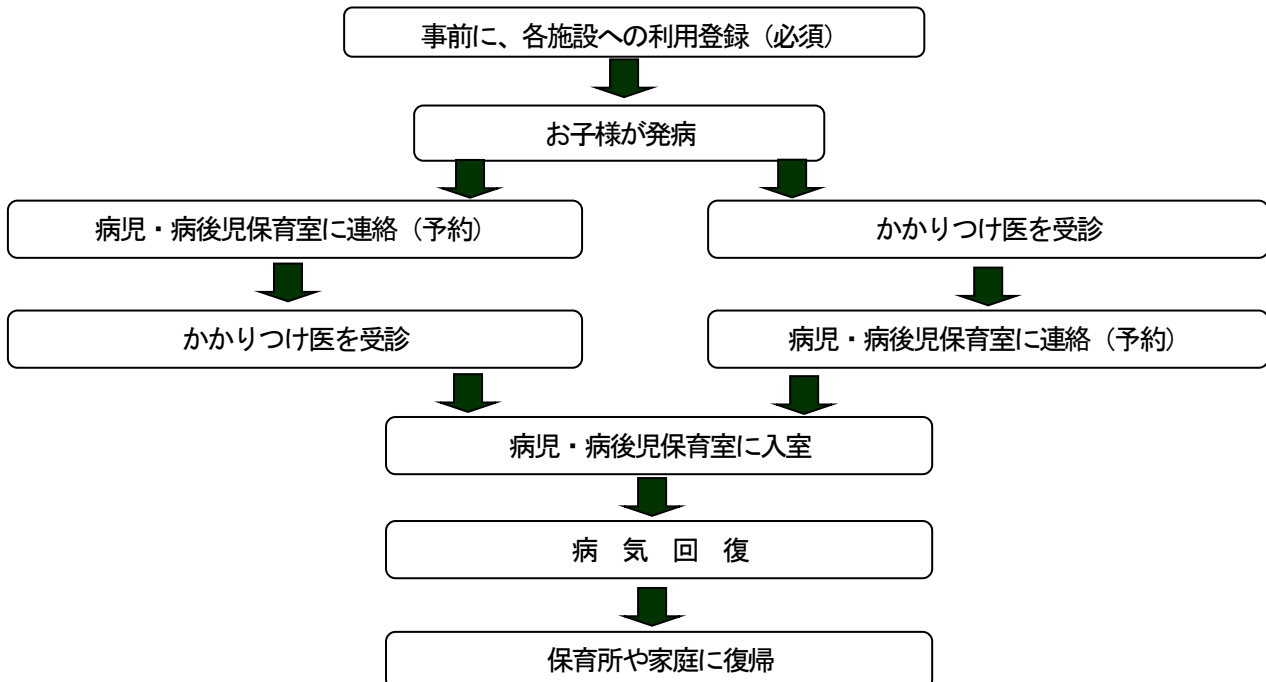 事前に、各施設への利用登録（必須）
お子様が発病
病児・病後児保育室に連絡（予約）
かかりつけ医を受診
かかりつけ医を受診
病児・病後児保育室に連絡（予約）
病児・病後児保育室に入室
病　気　回　復
保育所や家庭に復帰